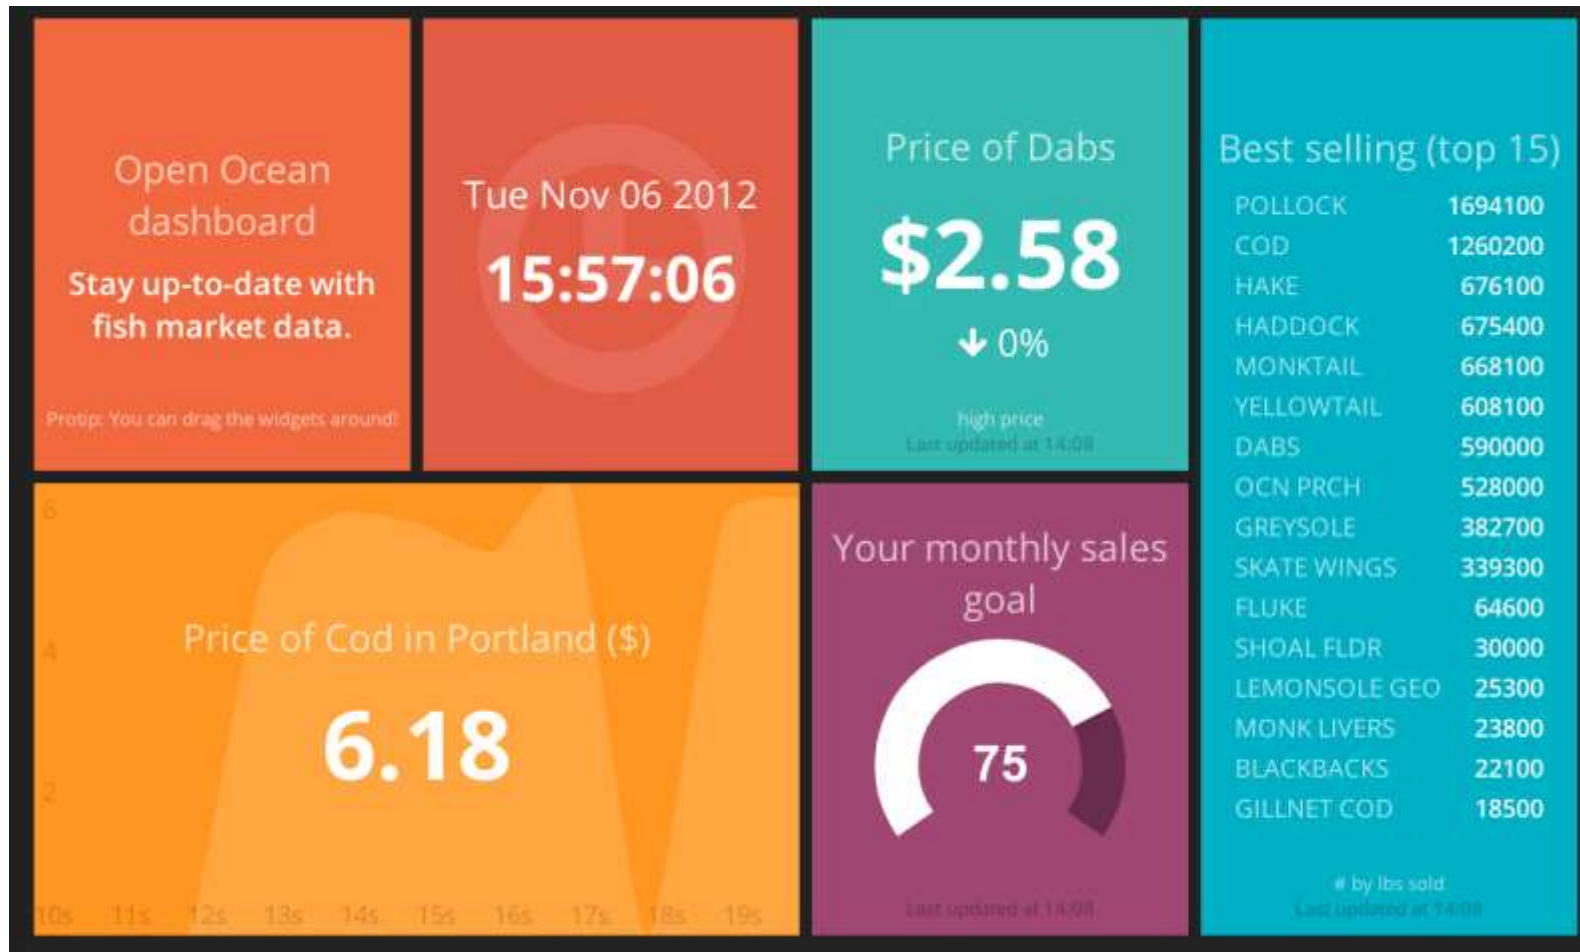 Open Ocean
dashboard
Stay up-to-date with
fish market data.
Protip: You can drag the widgets around!
Tue Nov 06 2012
15:57:06
Price of Dabs
$2.58
0%
high price
Last updated at 14:08
Best selling (top 15)
POLLOCK 1694100
COD 1260200
HAKE 676100
HADDOCK 675400
MONKTAIL 668100
YELLOWTAIL 608100
DABS 590000
OCN PRCH 528000
GREYSOLE 382700
SKATE WINGS 339300
FLUKE 64600
SHOAL FLDR 30000
LEMONSOLE GEO 25300
MONK LIVERS 23800
BLACKBACKS 22100
GILLNET COD 18500
# by lbs sold
Last updated at 14:08
6
4
2
Price of Cod in Portland ($)
6.18
10s 11s 12s 13s 14s 15s 16s 17s 18s 19s
Your monthly sales
goal
75
Last updated at 14:08